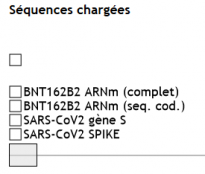 Séquences chargées
BNT162B2 ARNm (complet)
BNT162B2 ARNm (seq. cod.)
SARS-CoV2 gène S
SARS-CoV2 SPIKE